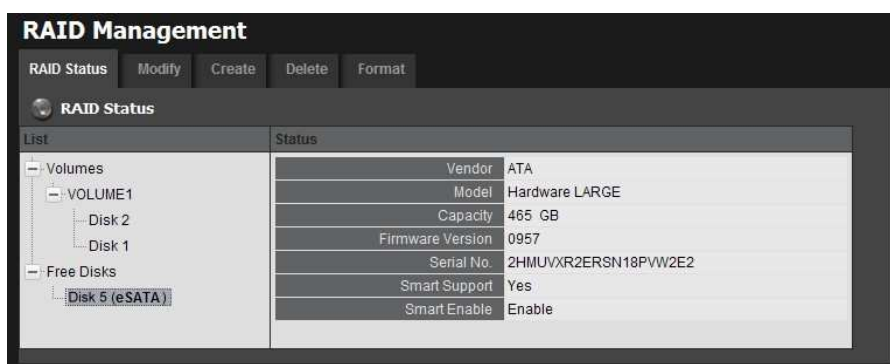 RAID Management
RAID Status Modify Create Delete Format
RAID Status
List Status
Volumes
VOLUME1
Disk 2
Disk 1
Free Disks
Disk 5 (eSATA)
Vendor ATA
Model Hardware LARGE
Capacity 465 GB
Firmware Version 0957
Serial No. 2HMUVXR2ERSN18PVW2E2
Smart Support Yes
Smart Enable Enable